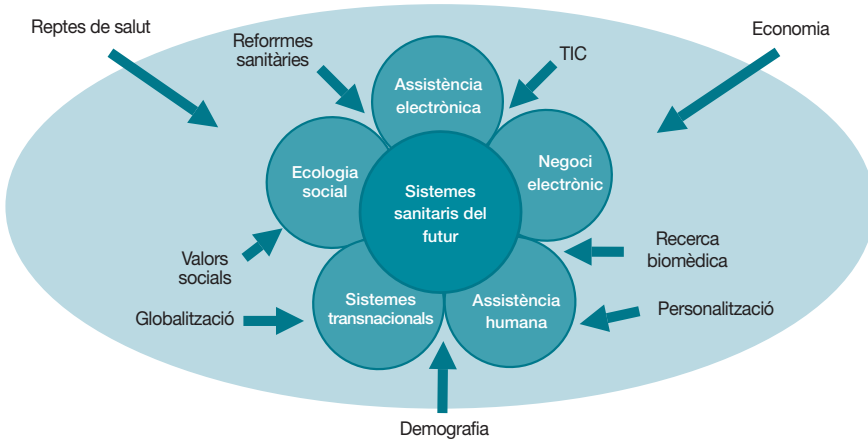 Reptes de salut
Economia
Reforrmes
sanitàries
TIC
Assistència
electrònica
Ecologia
social
Negoci
electrònic
Sistemes
sanitaris del
futur
Valors
socials
Recerca
biomèdica
Sistemes
transnacionals
Assistència
humana
Globalització
Personalització
Demografia